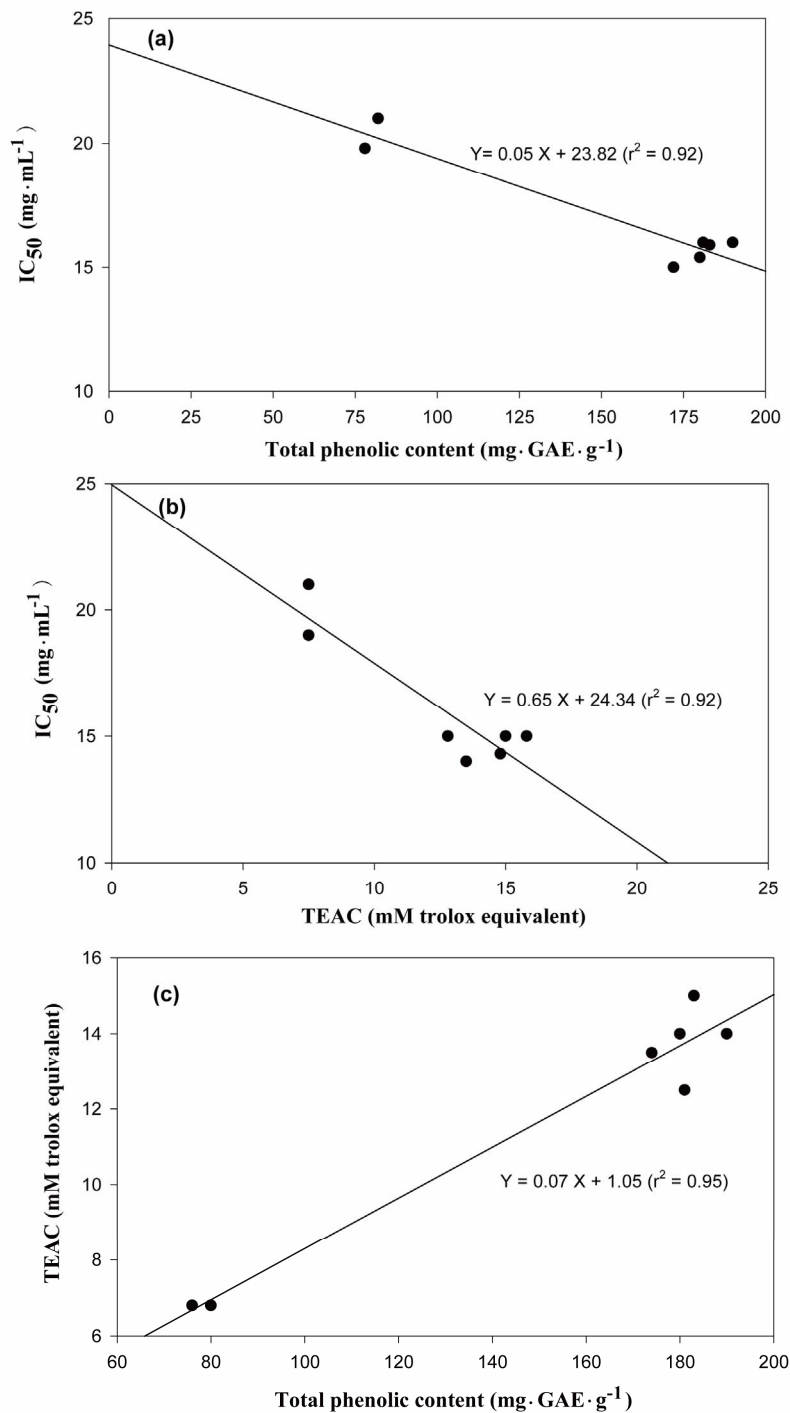 (a)
25
20
15
10
IC50 (mg·mL-1)
Y= 0.05 X + 23.82 (r2 = 0.92)
0 25 50 75 100 125 150 175 200
Total phenolic content (mg·GAE·g-1)
(b)
25
20
15
10
IC50 (mg·mL-1)
Y = 0.65 X + 24.34 (r2 = 0.92)
0 5 10 15 20 25
TEAC (mM trolox equivalent)
(c)
16
14
12
10
8
6
TEAC (mM trolox equivalent)
Y = 0.07 X + 1.05 (r2 = 0.95)
60 80 100 120 140 160 180 200
Total phenolic content (mg·GAE·g-1)